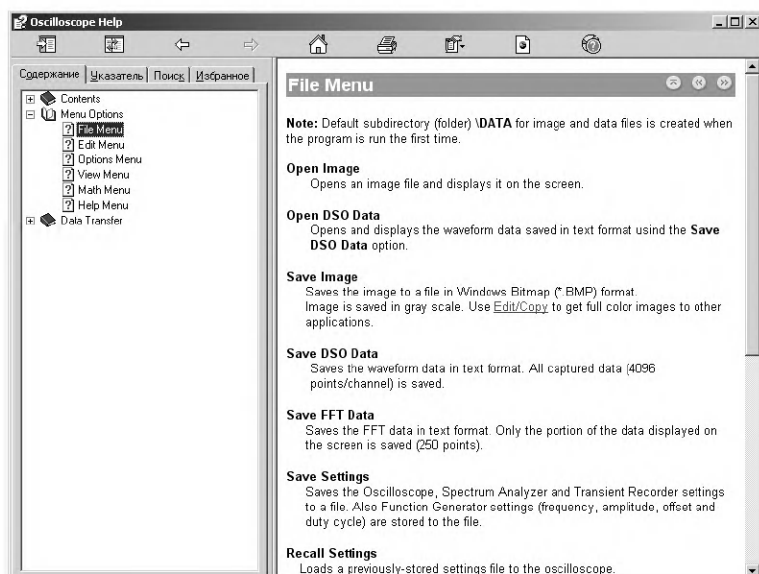 Oscilloscope Help
Содержание Указатель Поиск Избранное
Contents
Menu Options
File Menu
Edit Menu
Options Menu
View Menu
Math Menu
Help Menu
Data Transfer
File Menu
Note: Default subdirectory (folder) \DATA for image and data files is created when
the program is run the first time.
Open Image
Opens an image file and displays it on the screen.
Open DSO Data
Opens and displays the waveform data saved in text format usind the Save
DSO Data option.
Save Image
Saves the image to a file in Windows Bitmap (*.BMP) format.
Image is saved in gray scale. Use Edit/Copy to get full color images to other
applications.
Save DSO Data
Saves the waveform data in text format. All captured data (4096
points/channel) is saved.
Save FFT Data
Saves the FFT data in text format. Only the portion of the data displayed on
the screen is saved (250 points).
Save Settings
Saves the Oscilloscope, Spectrum Analyzer and Transient Recorder settings
to a file. Also Function Generator settings (frequency, amplitude, offset and
duty cycle) are stored to the file.
Recall Settings
Loads a previously-stored settings file to the oscilloscope.